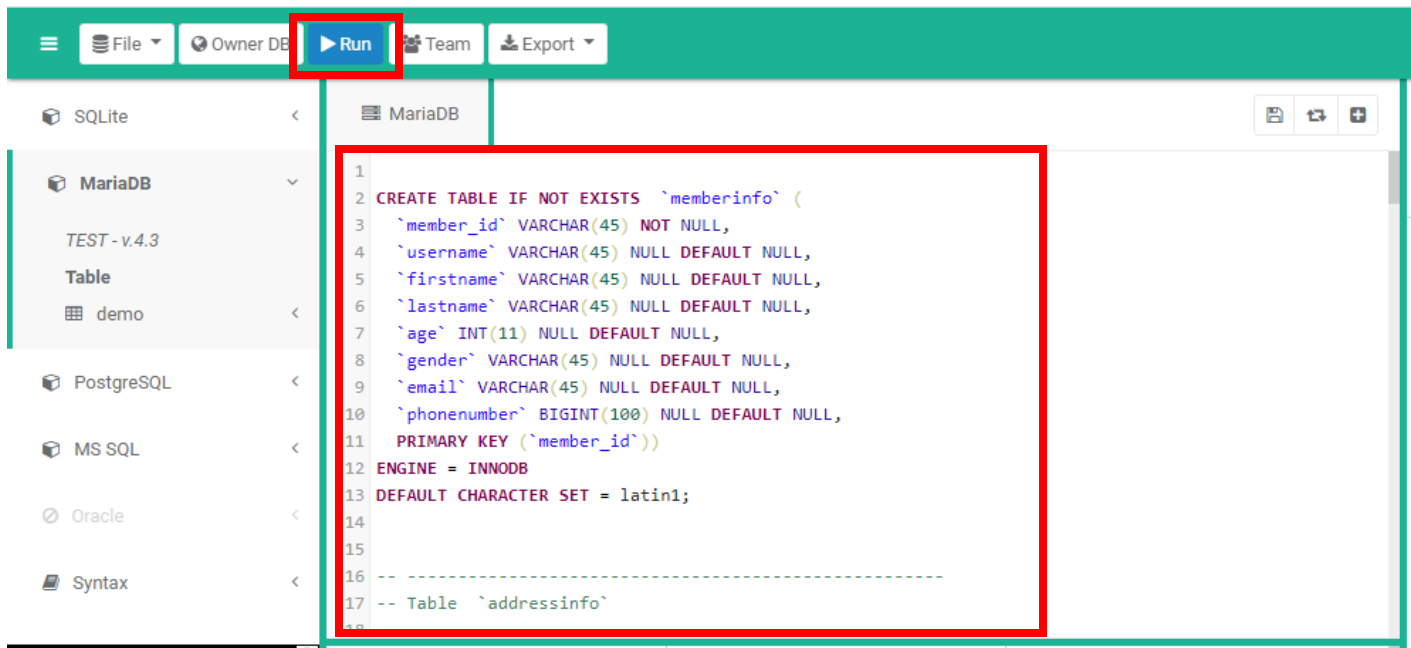 File
Owner DB
Run
Team
Export
SQLite
MariaDB
TEST - v.4.3
Table
demo
PostgreSQL
MS SQL
Oracle
Syntax
MariaDB
1
2 CREATE TABLE IF NOT EXISTS  `memberinfo` (
3   `member_id` VARCHAR(45) NOT NULL,
4   `username` VARCHAR(45) NULL DEFAULT NULL,
5   `firstname` VARCHAR(45) NULL DEFAULT NULL,
6   `lastname` VARCHAR(45) NULL DEFAULT NULL,
7   `age` INT(11) NULL DEFAULT NULL,
8   `gender` VARCHAR(45) NULL DEFAULT NULL,
9   `email` VARCHAR(45) NULL DEFAULT NULL,
10   `phonenumber` BIGINT(100) NULL DEFAULT NULL,
11   PRIMARY KEY (`member_id`))
12 ENGINE = INNODB
13 DEFAULT CHARACTER SET = latin1;
14
15
16 -- -----------------------------------------------------
17 -- Table  `addressinfo`
18